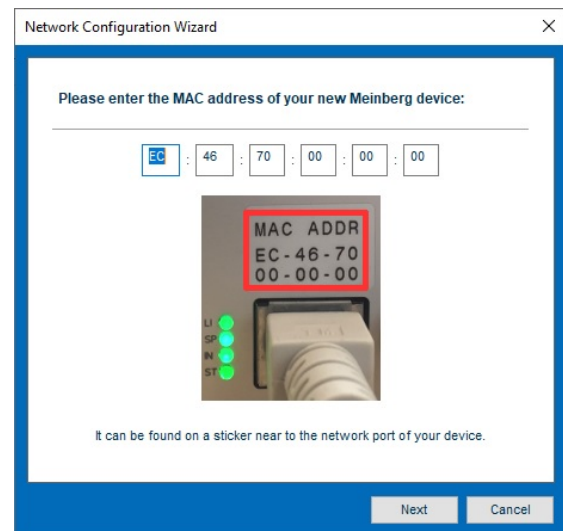 Network Configuration Wizard
Please enter the MAC address of your new Meinberg device:
EC : 46 : 70 : 00 : 00 : 00
MAC ADDR
EC-46-70
00-00-00
LI
SP
IN
ST
It can be found on a sticker near to the network port of your device.
Next Cancel